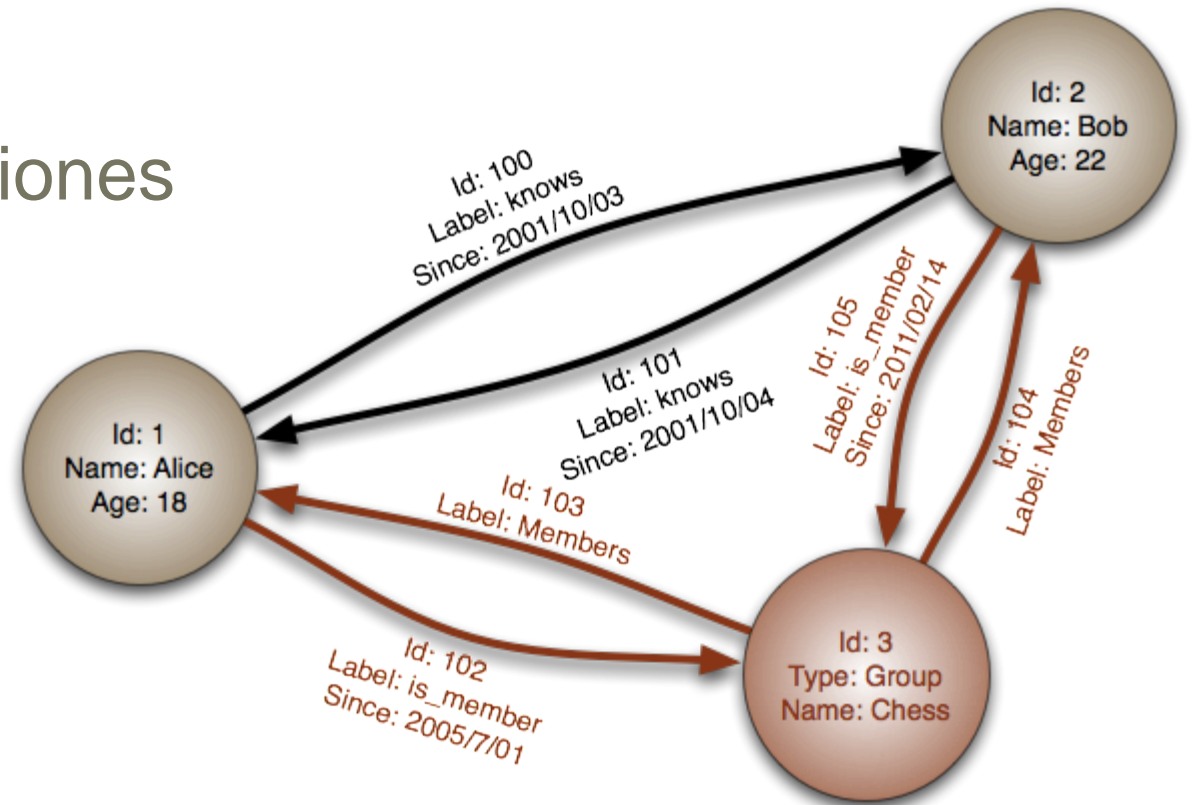 iones
Id: 100
Label: knows
Since: 2001/10/03
Id: 2
Name: Bob
Age: 22
Id: 101
Label: knows
Since: 2001/10/04
Id: 105
Label: is_member
Since: 2011/02/14
Id: 104
Label: Members
Id: 1
Name: Alice
Age: 18
Id: 103
Label: Members
Id: 102
Label: is_member
Since: 2005/7/01
Id: 3
Type: Group
Name: Chess